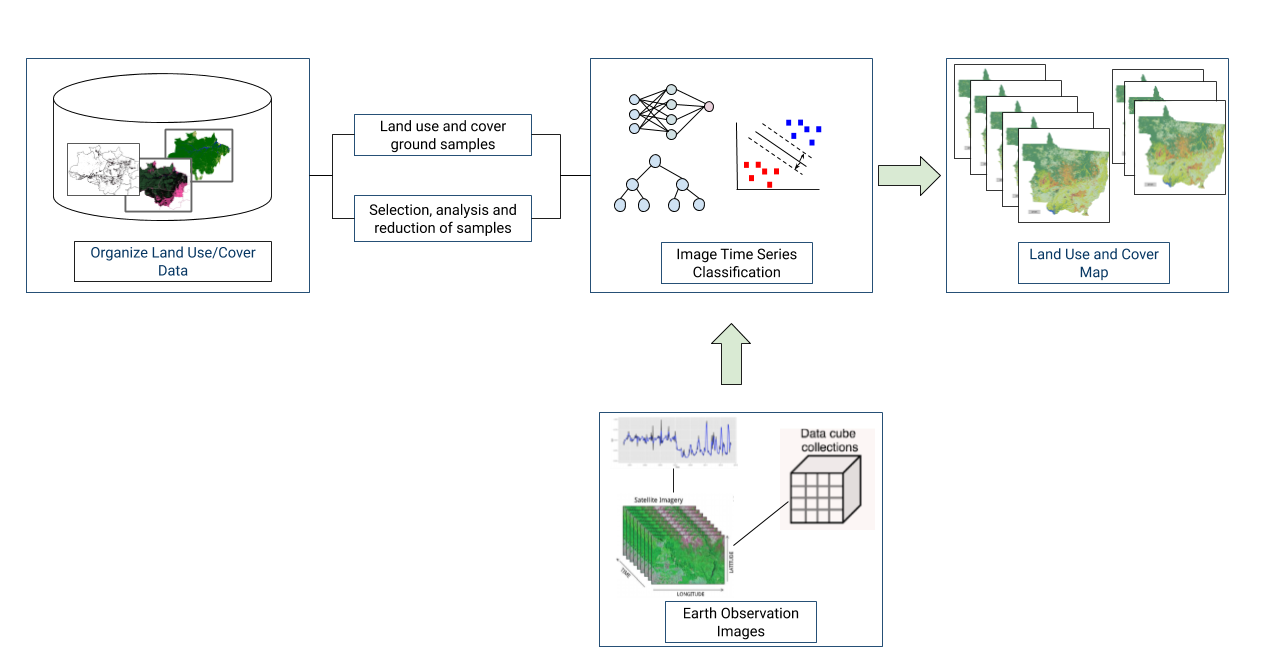 Land use and cover
ground samples
Selection, analysis and
reduction of samples
Organize Land Use/Cover
Data
Image Time Series
Classification
Land Use and Cover
Map
Data cube
collections
Satellite Imagery
LATITUDE
TIME
LONGITUDE
Earth Observation
Images